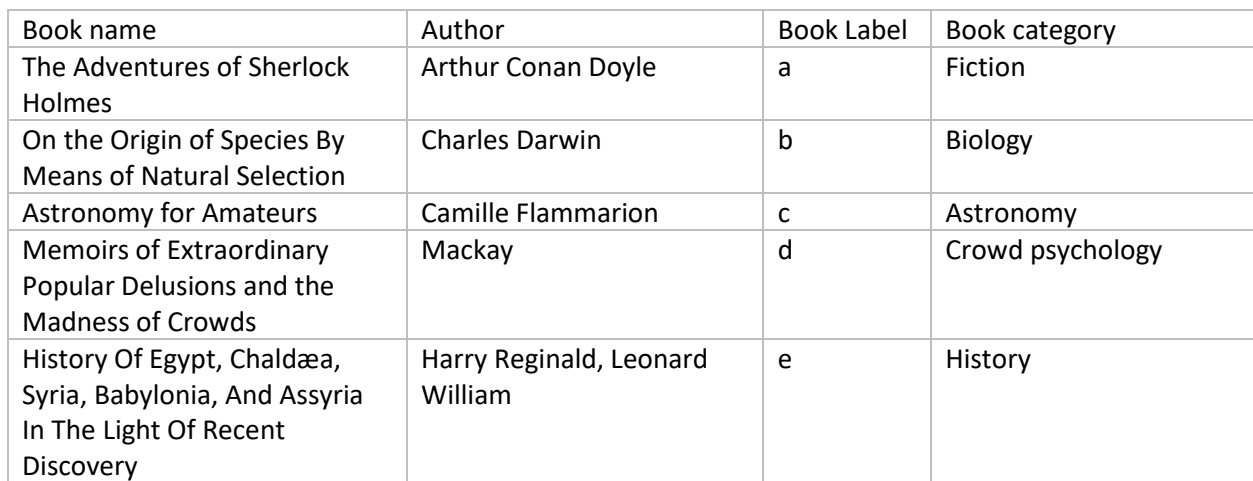 Book name Author Book Label Book category
The Adventures of Sherlock Arthur Conan Doyle a Fiction
Holmes
On the Origin of Species By Charles Darwin b Biology
Means of Natural Selection
Astronomy for Amateurs Camille Flammarion c Astronomy
Memoirs of Extraordinary Mackay d Crowd psychology
Popular Delusions and the
Madness of Crowds
History Of Egypt, Chaldæa, Harry Reginald, Leonard e History
Syria, Babylonia, And Assyria William
In The Light Of Recent
Discovery